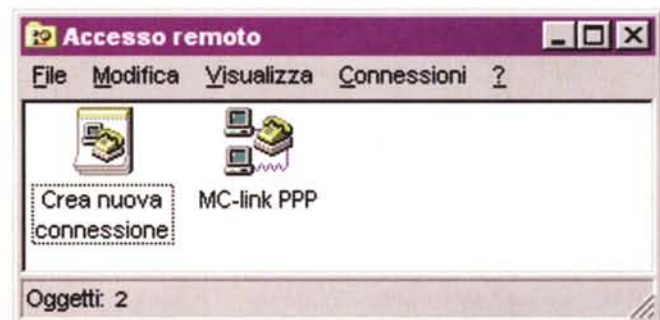 Accesso remoto
File Modifica Visualizza Connessioni ?
Crea nuova
connessione
MC-link PPP
Oggetti: 2